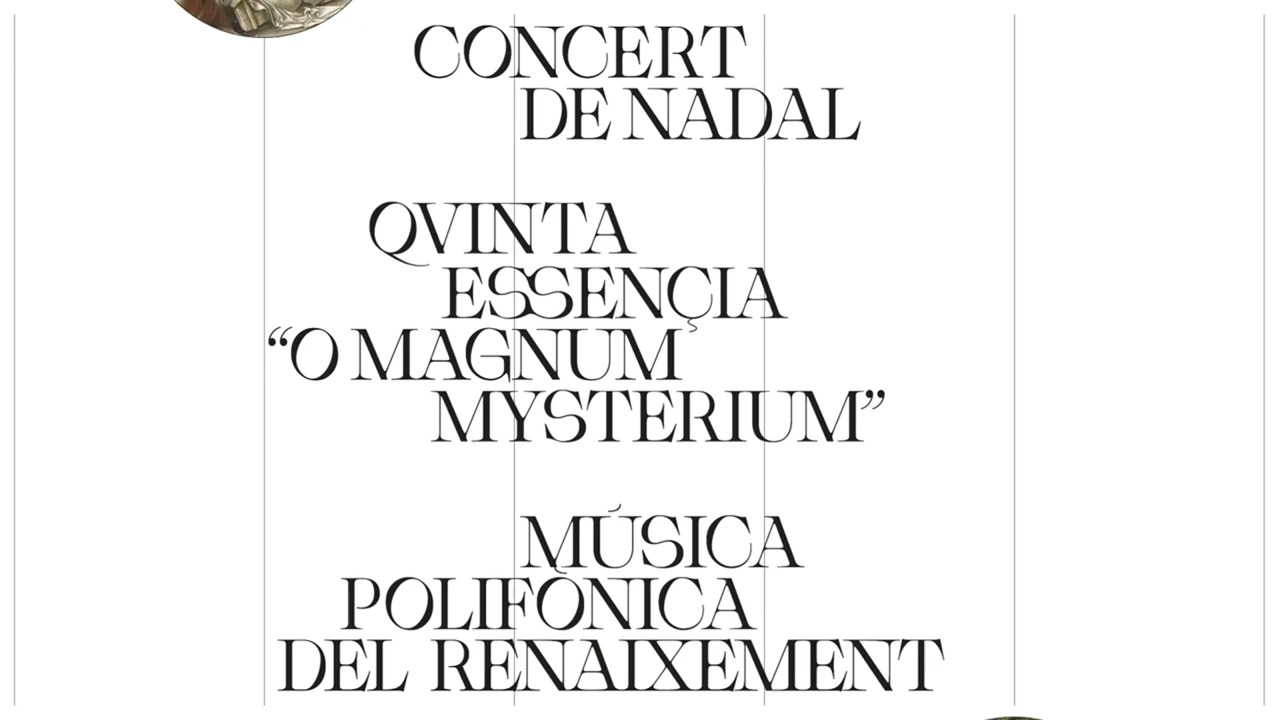 CONCERT
DE NADAL
QVINTA
ESSENÇIA
“O MAGNUM
MYSTERIUM”
MÚSICA
POLIFÒNICA
DEL RENAIXEMENT